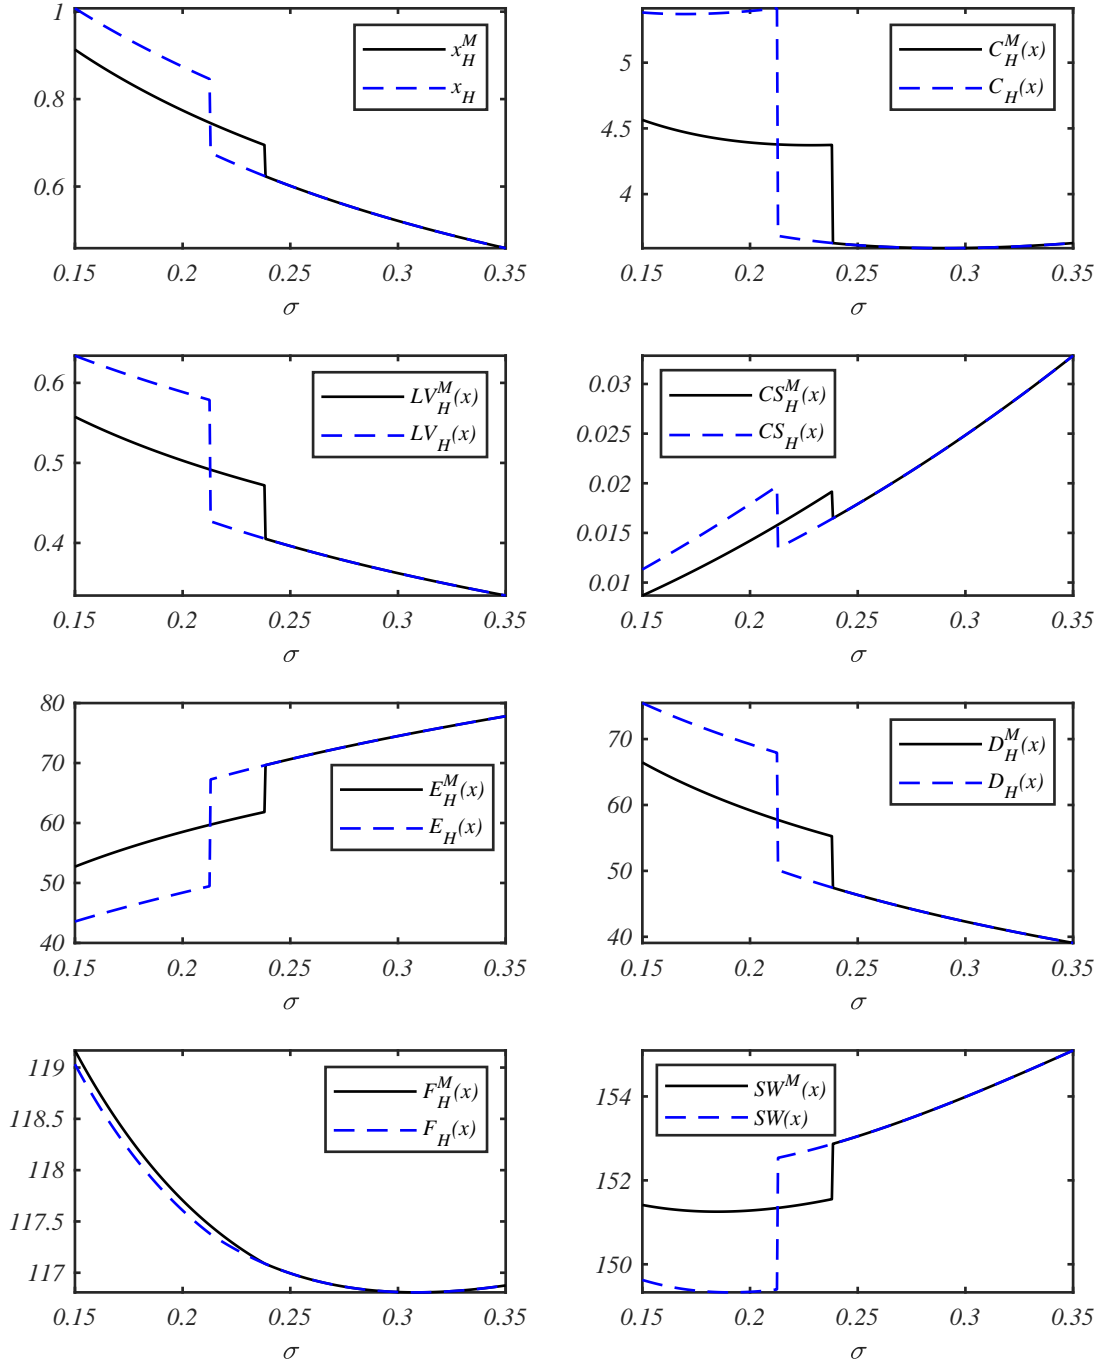 1
0.8
0.6
0.15 0.2 0.25 0.3 0.35
σ
x_H^M
x_H
5
4.5
4
0.15 0.2 0.25 0.3 0.35
σ
C_H^M(x)
C_H(x)
0.6
0.5
0.4
0.15 0.2 0.25 0.3 0.35
σ
LV_H^M(x)
LV_H(x)
0.03
0.025
0.02
0.015
0.01
0.15 0.2 0.25 0.3 0.35
σ
CS_H^M(x)
CS_H(x)
80
70
60
50
40
0.15 0.2 0.25 0.3 0.35
σ
E_H^M(x)
E_H(x)
70
60
50
40
0.15 0.2 0.25 0.3 0.35
σ
D_H^M(x)
D_H(x)
119
118.5
118
117.5
117
0.15 0.2 0.25 0.3 0.35
σ
F_H^M(x)
F_H(x)
154
152
150
0.15 0.2 0.25 0.3 0.35
σ
SW^M(x)
SW(x)